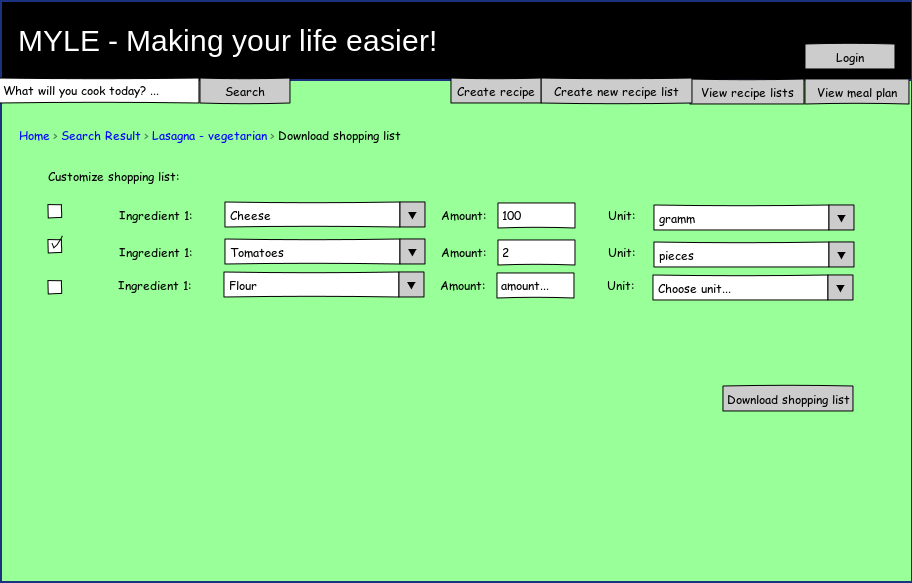 MYLE - Making your life easier!
Login
What will you cook today? ... Search Create recipe Create new recipe list View recipe lists View meal plan
Home > Search Result > Lasagna - vegetarian > Download shopping list
Customize shopping list:
Ingredient 1: Cheese Amount: 100 Unit: gramm
Ingredient 1: Tomatoes Amount: 2 Unit: pieces
Ingredient 1: Flour Amount: amount... Unit: Choose unit...
Download shopping list